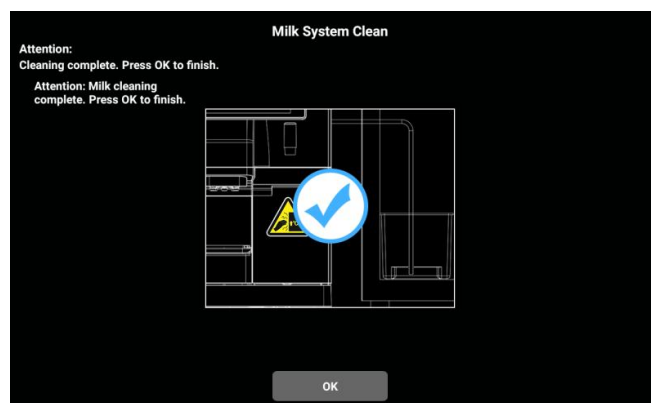 Milk System Clean
Attention:
Cleaning complete. Press OK to finish.
Attention: Milk cleaning
complete. Press OK to finish.
OK